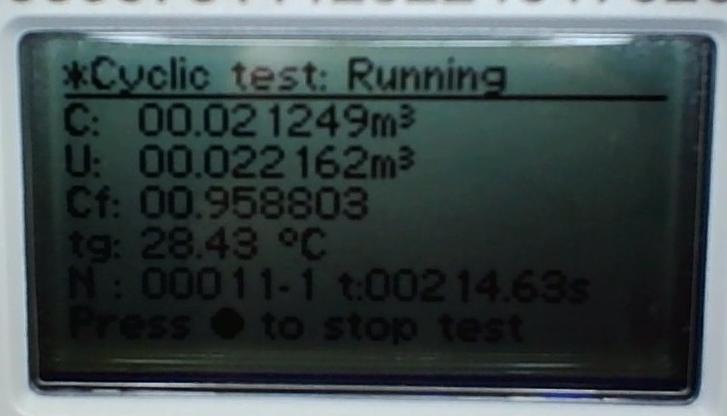 *Cyclic test: Running
C: 00.021249m³
U: 00.022162m³
Cf: 00.958803
tg: 28.43 °C
N : 00011-1 t:00214.63s
Press ● to stop test